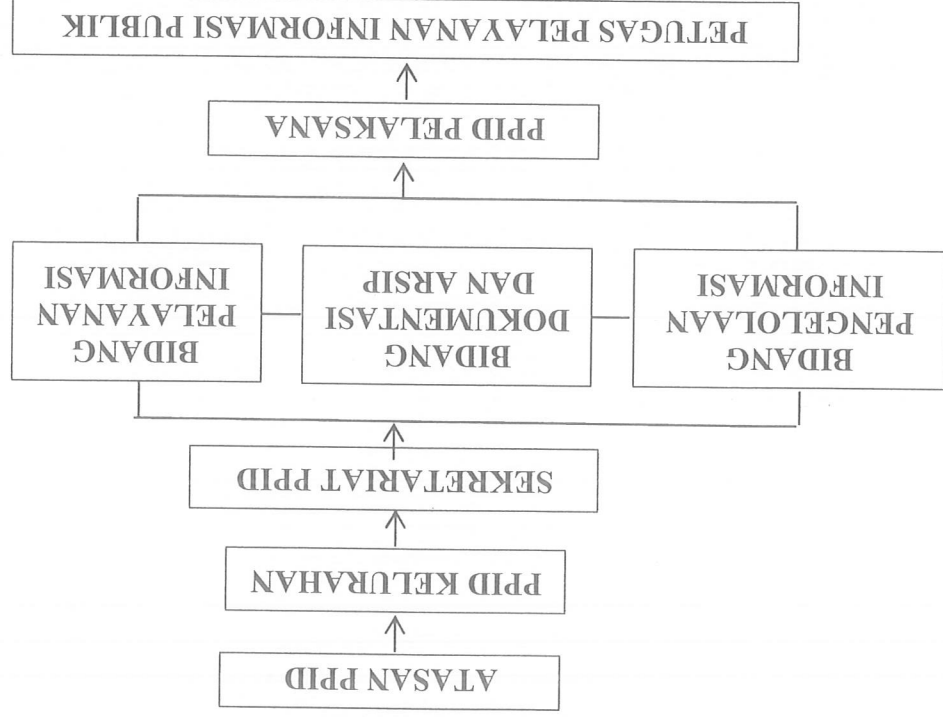 ATASAN PPID
PPID KELURAHAN
SEKRETARIAT PPID
BIDANG
PENGELOLAAN
INFORMASI
BIDANG
DOKUMENTASI
DAN ARSIP
BIDANG
PELAYANAN
INFORMASI
PPID PELAKSANA
PETUGAS PELAYANAN INFORMASI PUBLIK